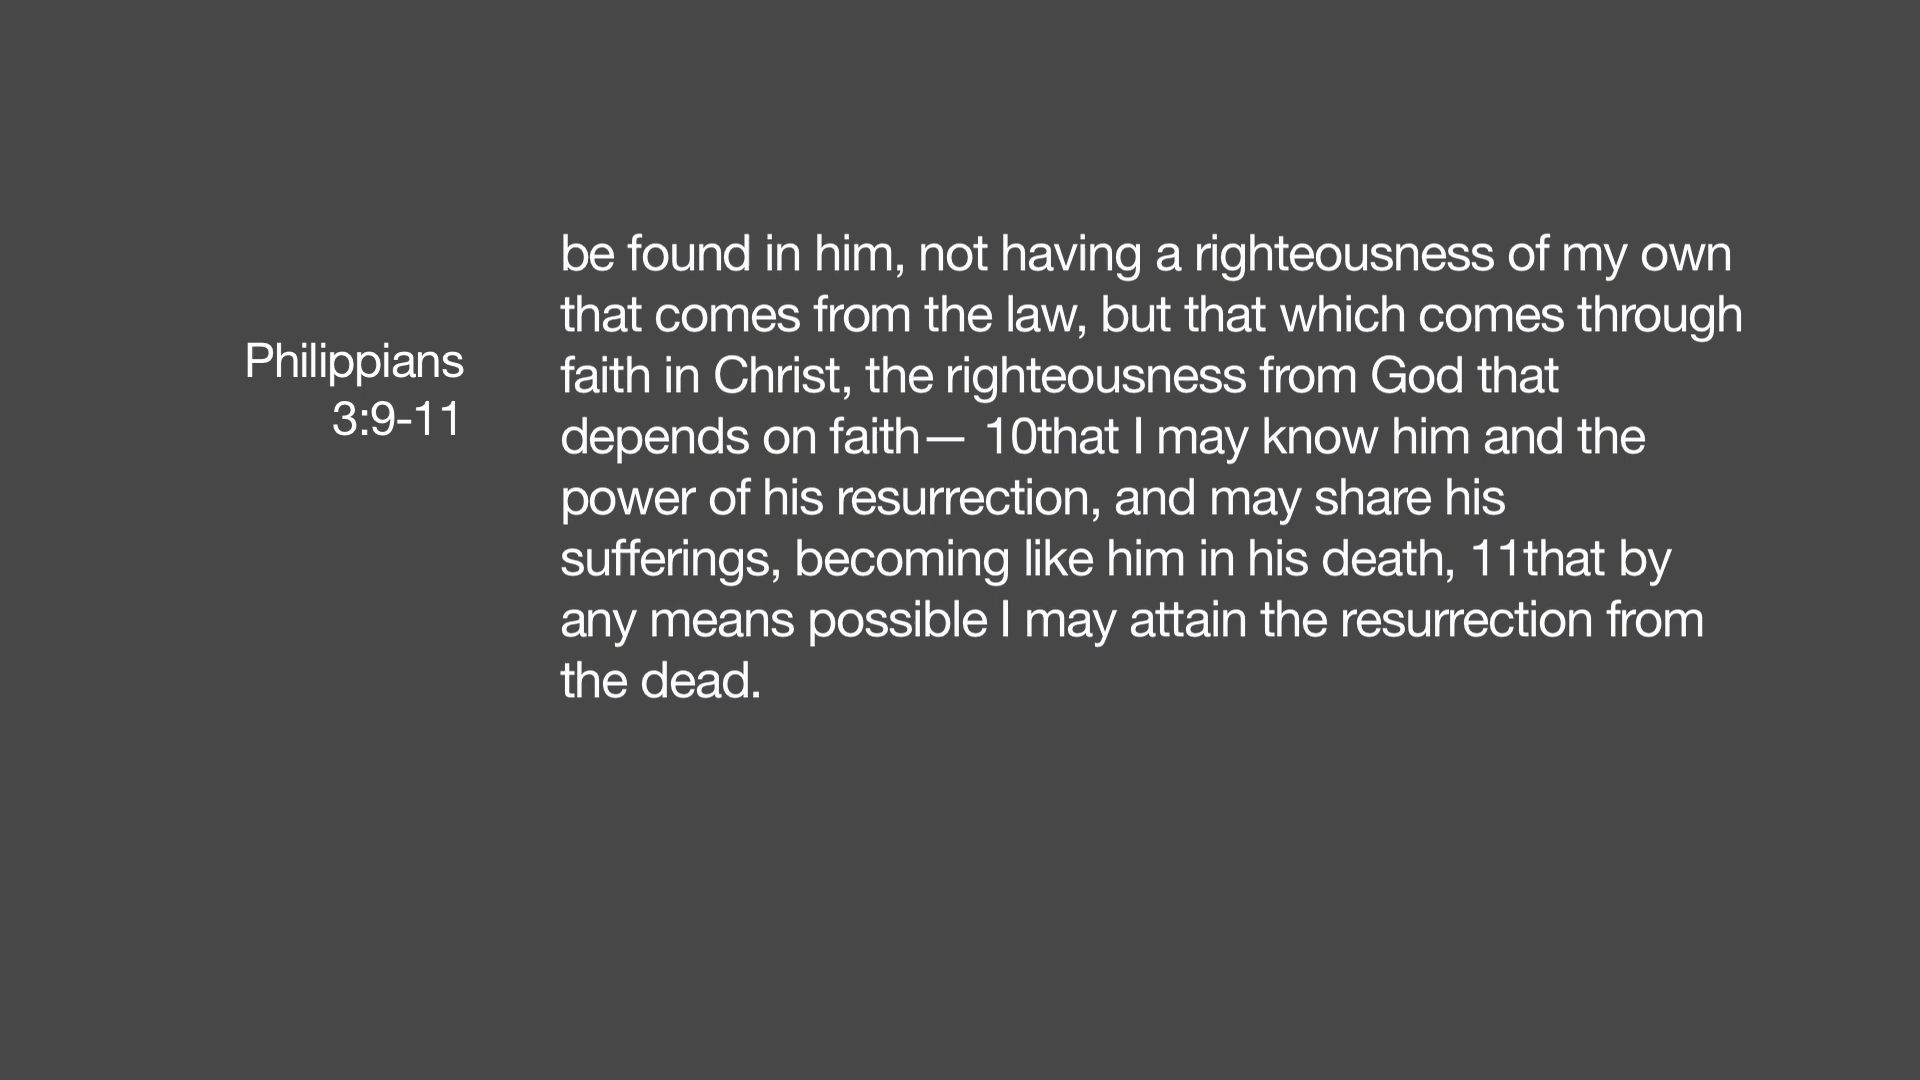 Philippians
3:9-11
be found in him, not having a righteousness of my own
that comes from the law, but that which comes through
faith in Christ, the righteousness from God that
depends on faith— 10that I may know him and the
power of his resurrection, and may share his
sufferings, becoming like him in his death, 11that by
any means possible I may attain the resurrection from
the dead.